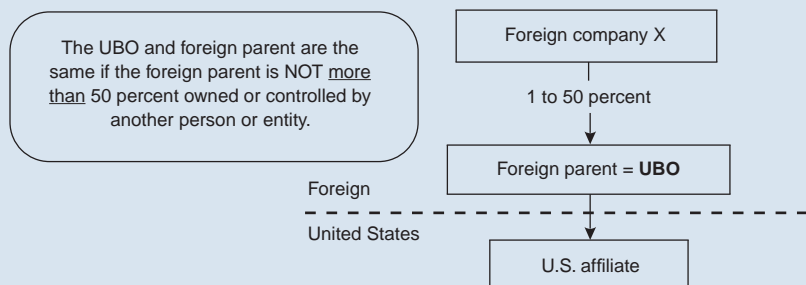 The UBO and foreign parent are the
same if the foreign parent is NOT more
than 50 percent owned or controlled by
another person or entity.
Foreign company X
1 to 50 percent
Foreign parent = UBO
Foreign
United States
U.S. affiliate